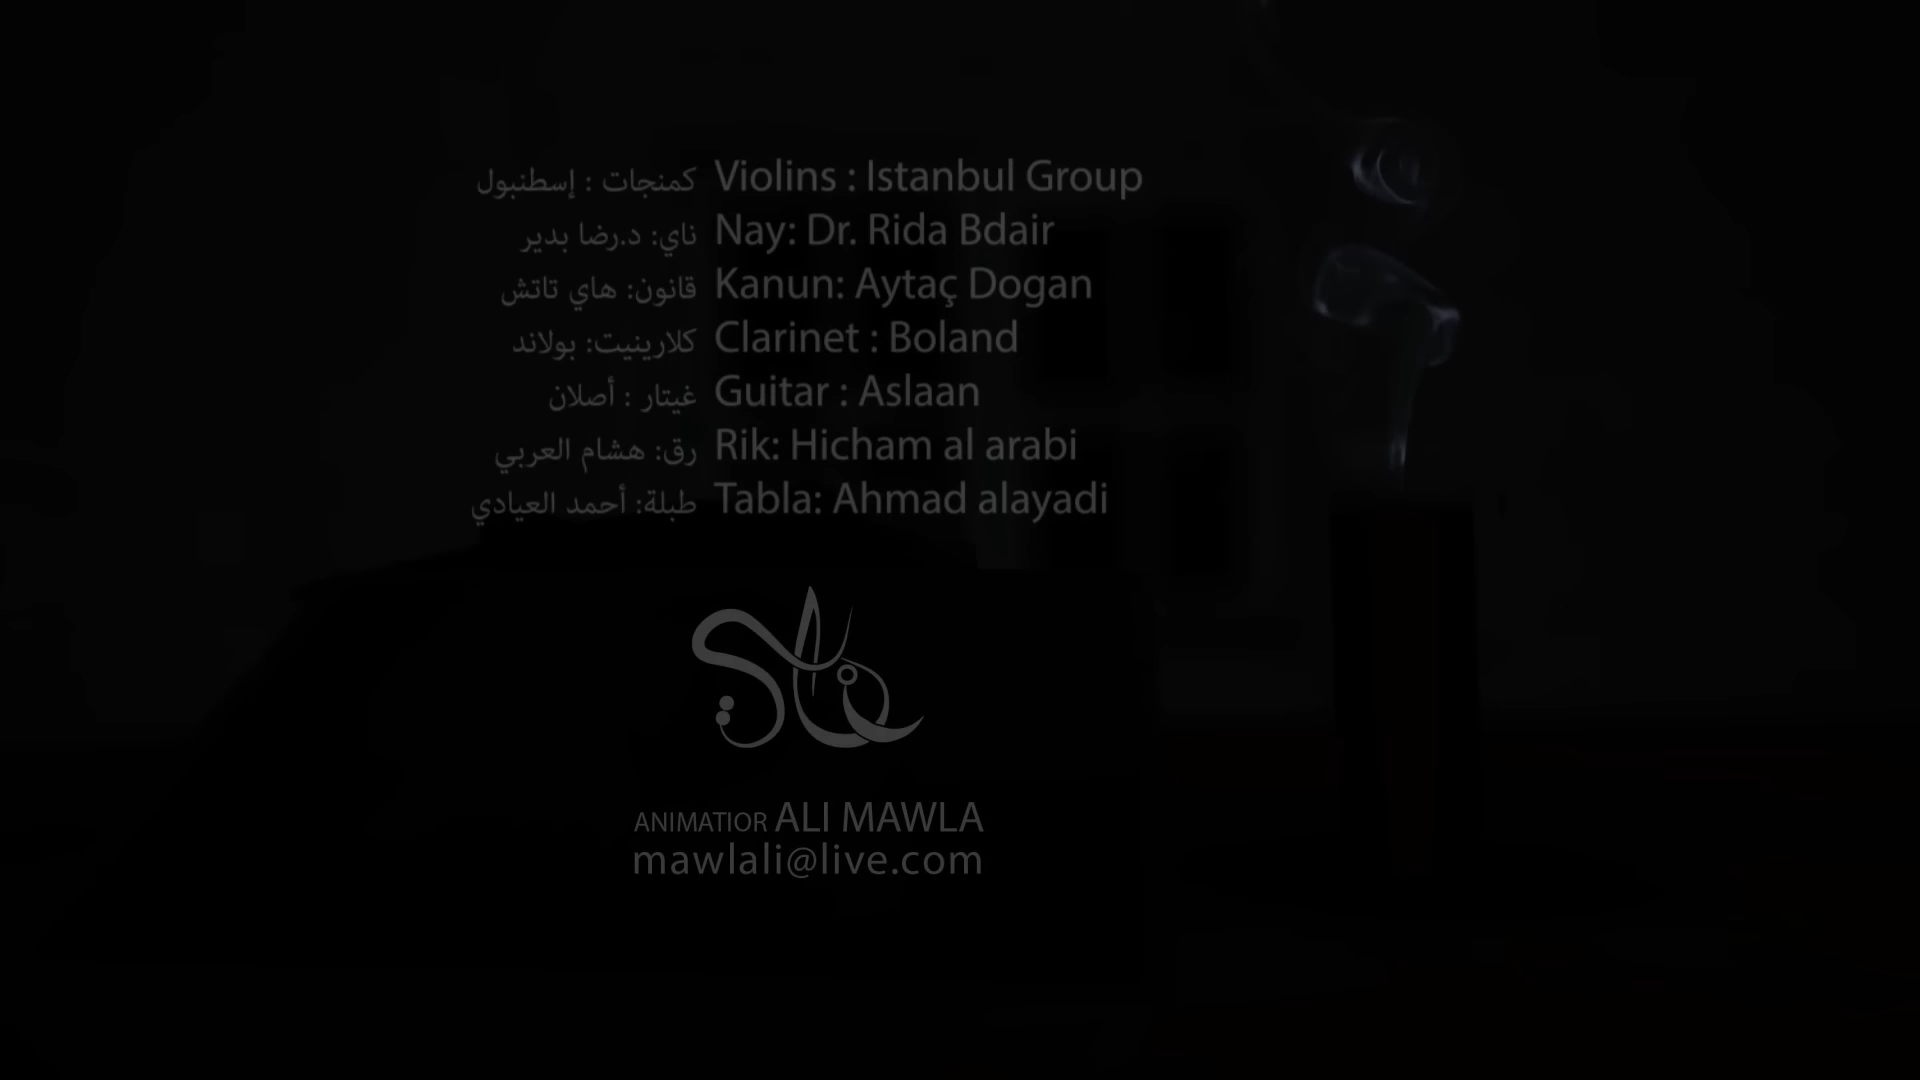 كمنجات : إسطنبول Violins : Istanbul Group
ناي: د.رضا بدير Nay: Dr. Rida Bdair
قانون: هاي تاتش Kanun: Aytaç Dogan
كلارينيت: بولاند Clarinet : Boland
غيتار : أصلان Guitar : Aslaan
رق: هشام العربي Rik: Hicham al arabi
طبلة: أحمد العيادي Tabla: Ahmad alayadi
ANIMATIOR ALI MAWLA
mawlali@live.com